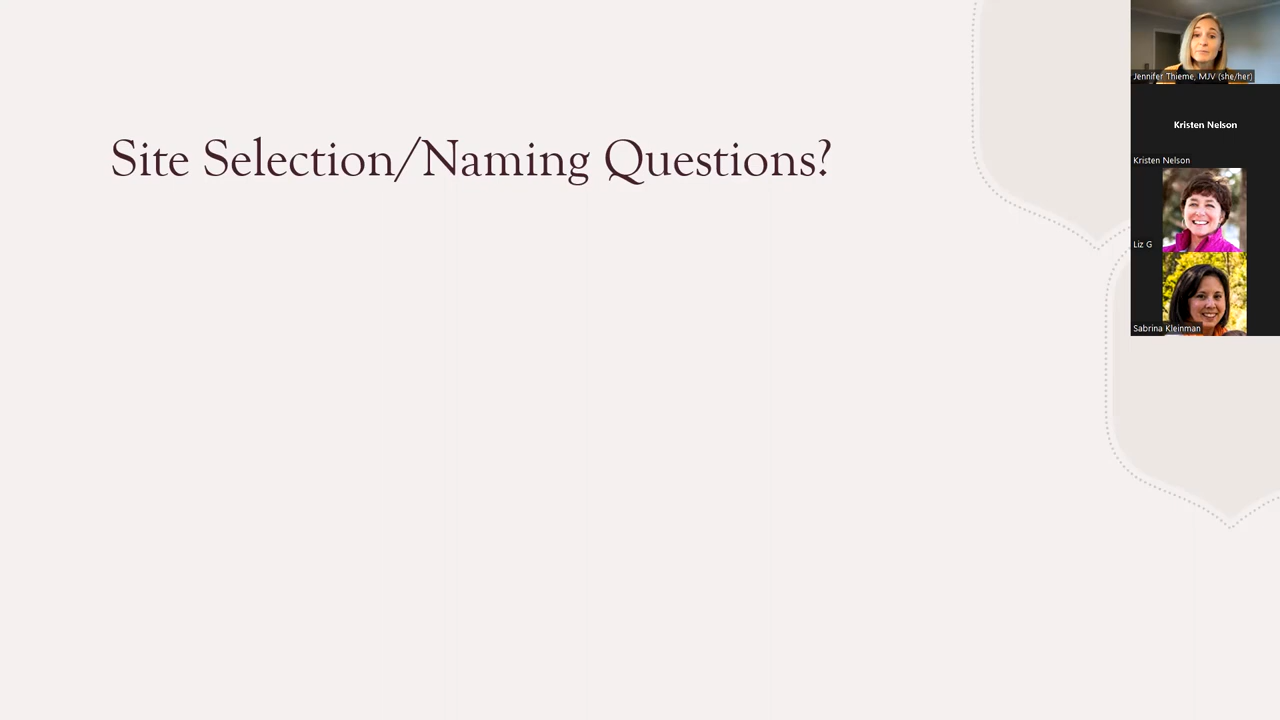 Site Selection/Naming Questions?
Jennifer Thieme, MJV (she/her)
Kristen Nelson
Kristen Nelson
Liz G
Sabrina Kleinman